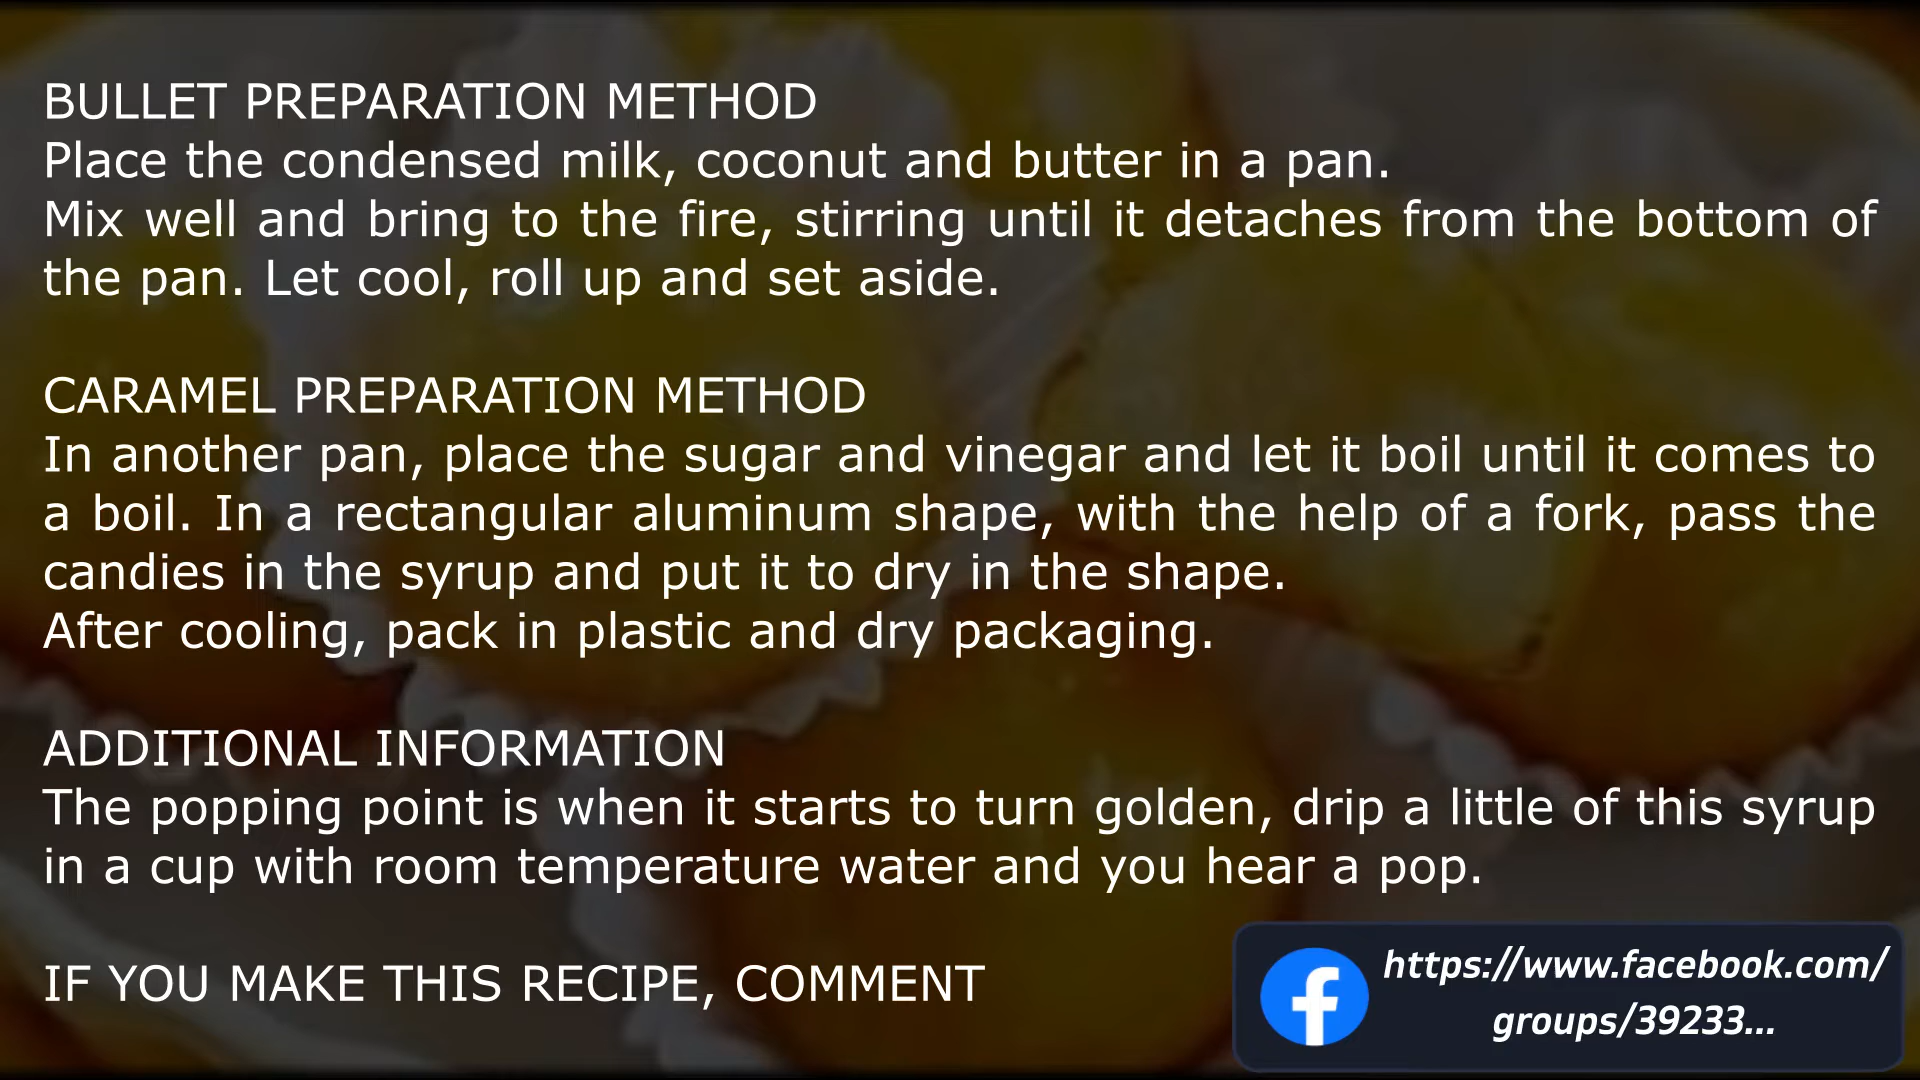 BULLET PREPARATION METHOD
Place the condensed milk, coconut and butter in a pan.
Mix well and bring to the fire, stirring until it detaches from the bottom of
the pan. Let cool, roll up and set aside.
CARAMEL PREPARATION METHOD
In another pan, place the sugar and vinegar and let it boil until it comes to
a boil. In a rectangular aluminum shape, with the help of a fork, pass the
candies in the syrup and put it to dry in the shape.
After cooling, pack in plastic and dry packaging.
ADDITIONAL INFORMATION
The popping point is when it starts to turn golden, drip a little of this syrup
in a cup with room temperature water and you hear a pop.
IF YOU MAKE THIS RECIPE, COMMENT
https://www.facebook.com/
groups/39233...